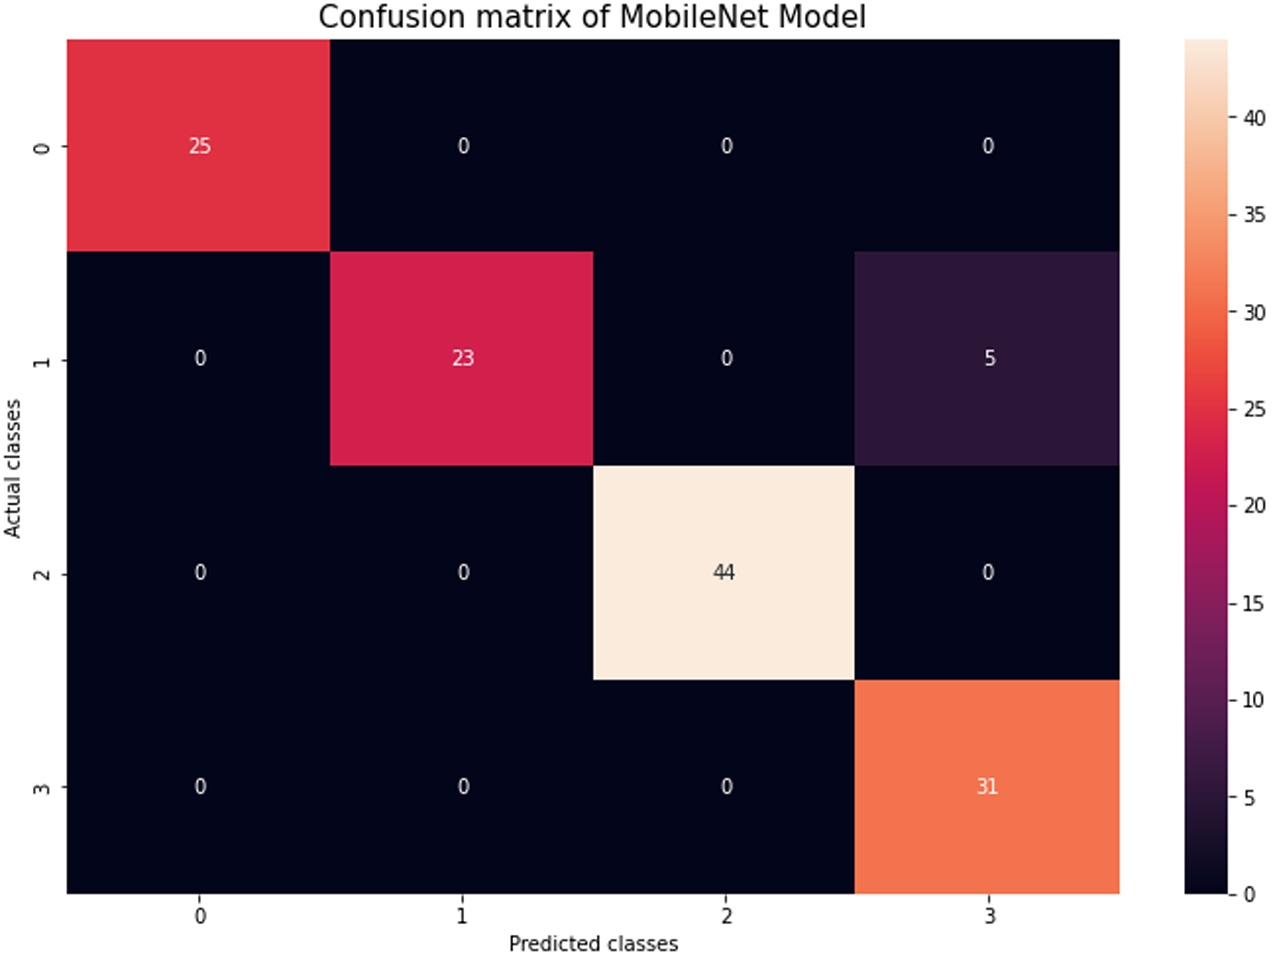 Confusion matrix of MobileNet Model
0 25 0 0 0
1 0 23 0 5
2 0 0 44 0
3 0 0 0 31
0 1 2 3
Predicted classes
Actual classes
40
35
30
25
20
15
10
5
0